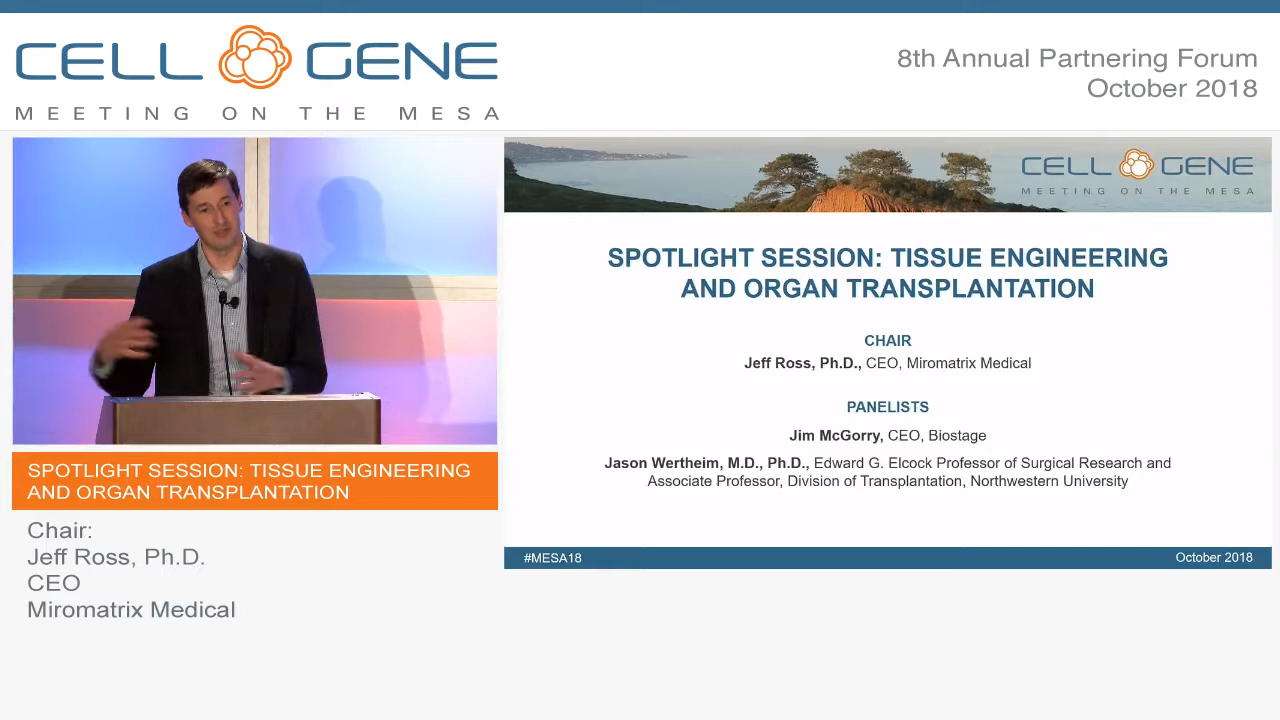 CELL GENE
MEETING ON THE MESA
8th Annual Partnering Forum
October 2018
CELL GENE
MEETING ON THE MESA
SPOTLIGHT SESSION: TISSUE ENGINEERING
AND ORGAN TRANSPLANTATION
CHAIR
Jeff Ross, Ph.D., CEO, Miromatrix Medical
PANELISTS
Jim McGorry, CEO, Biostage
Jason Wertheim, M.D., Ph.D., Edward G. Elcock Professor of Surgical Research and
Associate Professor, Division of Transplantation, Northwestern University
#MESA18
October 2018
SPOTLIGHT SESSION: TISSUE ENGINEERING
AND ORGAN TRANSPLANTATION
Chair:
Jeff Ross, Ph.D.
CEO
Miromatrix Medical